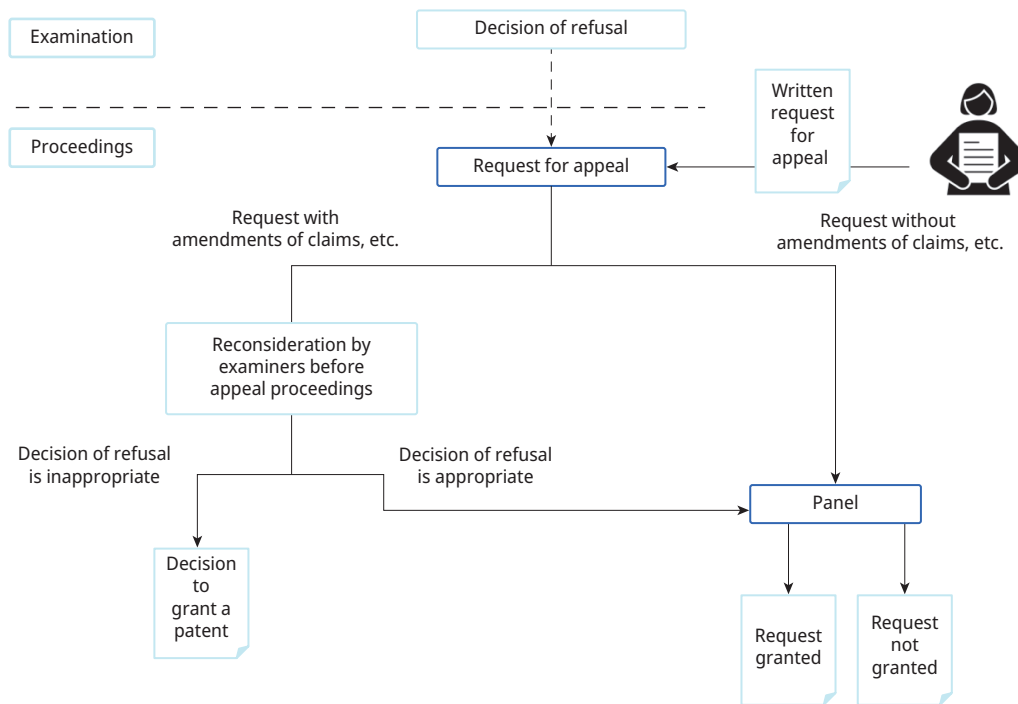 Examination
Decision of refusal
Proceedings
Written
request
for
appeal
Request for appeal
Request with
amendments of claims, etc.
Request without
amendments of claims, etc.
Reconsideration by
examiners before
appeal proceedings
Decision of refusal
is inappropriate
Decision of refusal
is appropriate
Panel
Decision
to
grant a
patent
Request
granted
Request
not
granted